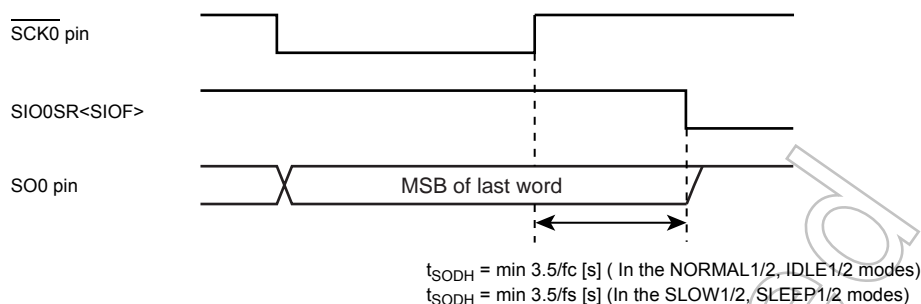 SCK0 pin
SIO0SR<SIOF>
SO0 pin
MSB of last word
tSODH = min 3.5/fc [s] ( In the NORMAL1/2, IDLE1/2 modes)
tSODH = min 3.5/fs [s] (In the SLOW1/2, SLEEP1/2 modes)